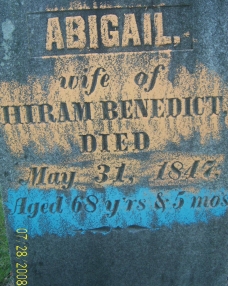 ABIGAIL,
wife of
HIRAM BENEDICT,
DIED
May 31, 1847,
Aged 68 y'rs & 5 mos
07 28 2008